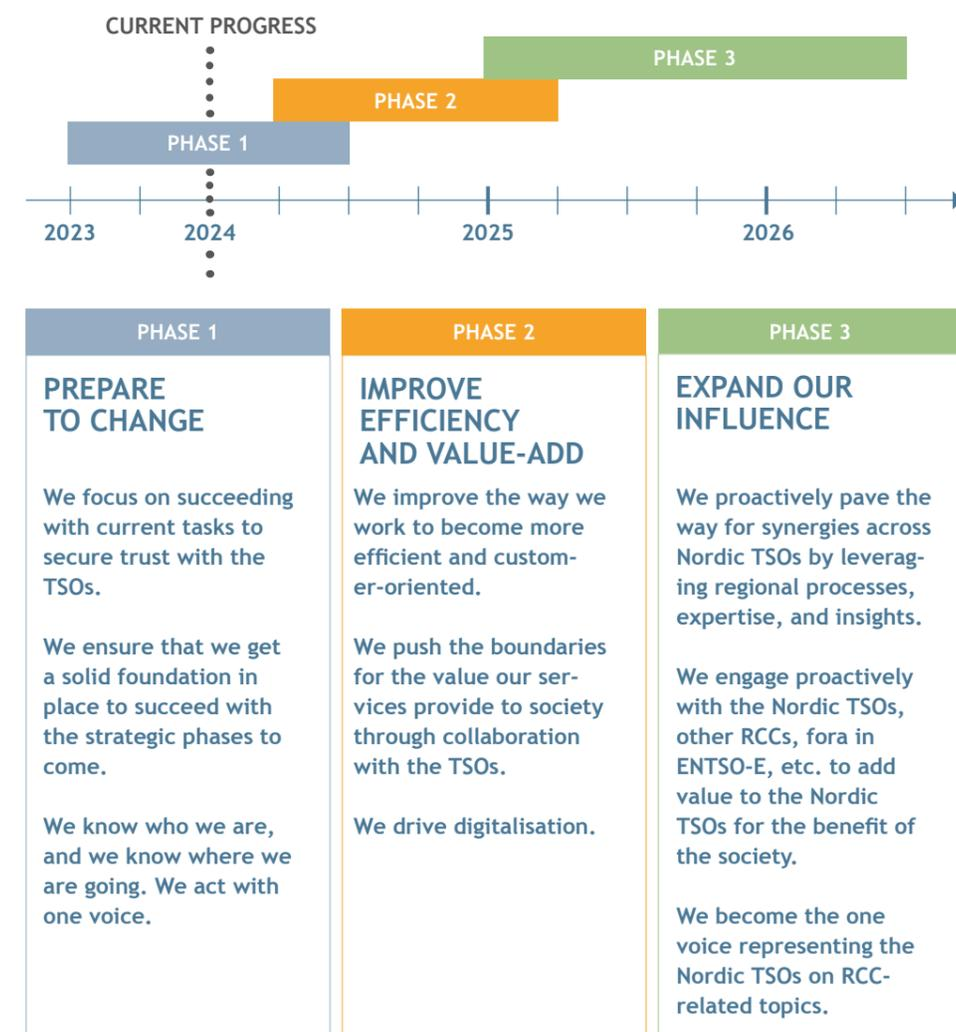 CURRENT PROGRESS
PHASE 3
PHASE 2
PHASE 1
2023
2024
2025
2026
PHASE 1
PREPARE
TO CHANGE
We focus on succeeding
with current tasks to
secure trust with the
TSOs.
We ensure that we get
a solid foundation in
place to succeed with
the strategic phases to
come.
We know who we are,
and we know where we
are going. We act with
one voice.
PHASE 2
IMPROVE
EFFICIENCY
AND VALUE-ADD
We improve the way we
work to become more
efficient and custom-
er-oriented.
We push the boundaries
for the value our ser-
vices provide to society
through collaboration
with the TSOs.
We drive digitalisation.
PHASE 3
EXPAND OUR
INFLUENCE
We proactively pave the
way for synergies across
Nordic TSOs by leverag-
ing regional processes,
expertise, and insights.
We engage proactively
with the Nordic TSOs,
other RCCs, fora in
ENTSO-E, etc. to add
value to the Nordic
TSOs for the benefit of
the society.
We become the one
voice representing the
Nordic TSOs on RCC-
related topics.